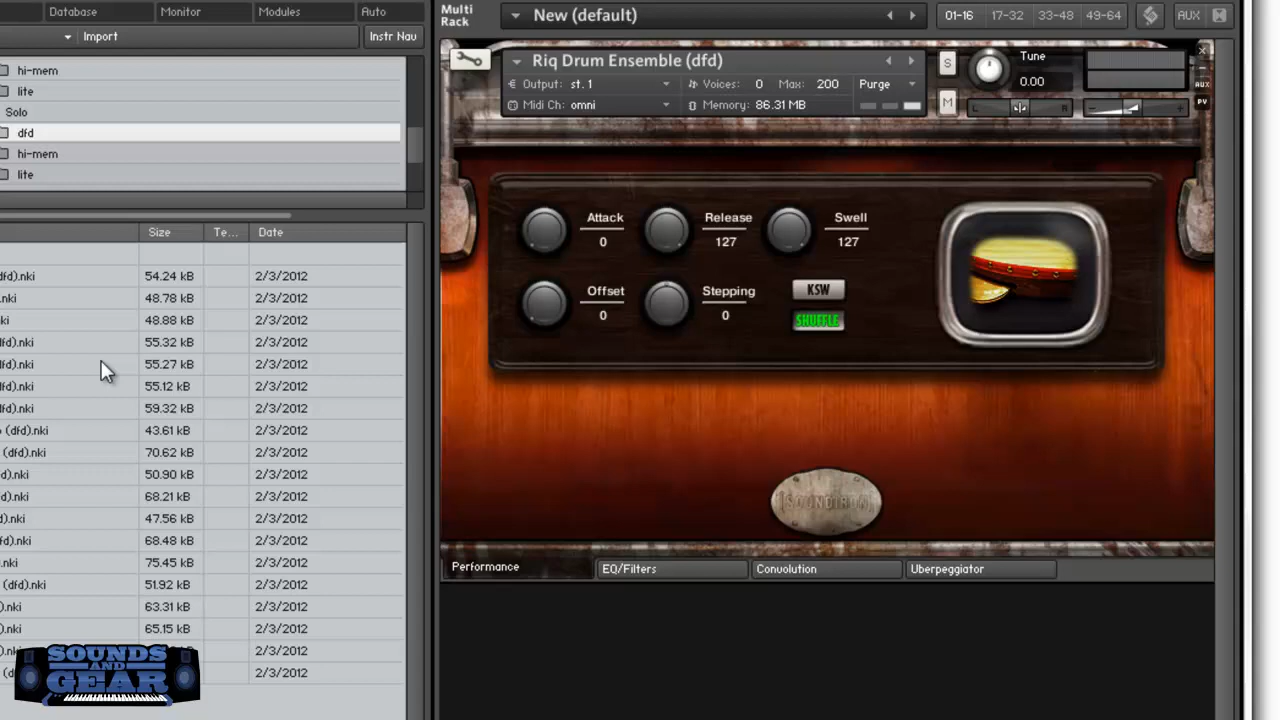 Database Monitor Modules Auto
Import Instr Nav
hi-mem
lite
Solo
dfd
hi-mem
lite
Size Te... Date
dfd).nki 54.24 kB 2/3/2012
.nki 48.78 kB 2/3/2012
ki 48.88 kB 2/3/2012
lfd).nki 55.32 kB 2/3/2012
dfd).nki 55.27 kB 2/3/2012
dfd).nki 55.12 kB 2/3/2012
dfd).nki 59.32 kB 2/3/2012
(dfd).nki 43.61 kB 2/3/2012
(dfd).nki 70.62 kB 2/3/2012
d).nki 50.90 kB 2/3/2012
fd).nki 68.21 kB 2/3/2012
d).nki 47.56 kB 2/3/2012
dfd).nki 68.48 kB 2/3/2012
.nki 75.45 kB 2/3/2012
(dfd).nki 51.92 kB 2/3/2012
).nki 63.31 kB 2/3/2012
).nki 65.15 kB 2/3/2012
2/3/2012
2/3/2012
SOUNDS
AND
GEAR
Multi
Rack
New (default)
01-16 17-32 33-48 49-64 AUX
Riq Drum Ensemble (dfd)
Output: st. 1 Voices: 0 Max: 200 Purge
Midi Ch: omni Memory: 86.31 MB
S
M
Tune
0.00
L R
AUX
PV
Attack Release Swell
0 127 127
Offset Stepping KSW
0 0 SHUFFLE
SOUNDIRON
Performance EQ/Filters Convolution Uberpeggiator